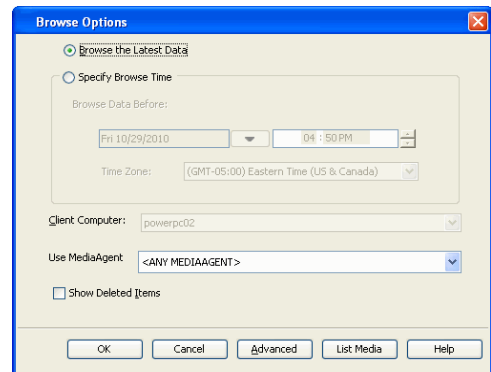 Browse Options
Browse the Latest Data
Specify Browse Time
Browse Data Before:
Fri 10/29/2010 04 : 50 PM
Time Zone: (GMT-05:00) Eastern Time (US & Canada)
Client Computer: powerpc02
Use MediaAgent <ANY MEDIAAGENT>
Show Deleted Items
OK Cancel Advanced List Media Help